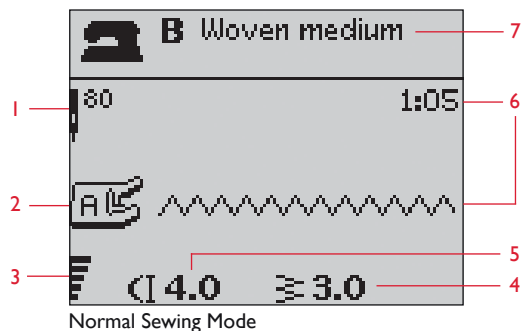 B Woven medium 7
1 80 1:05 6
2 A
5
3 4.0 3.0 4
Normal Sewing Mode